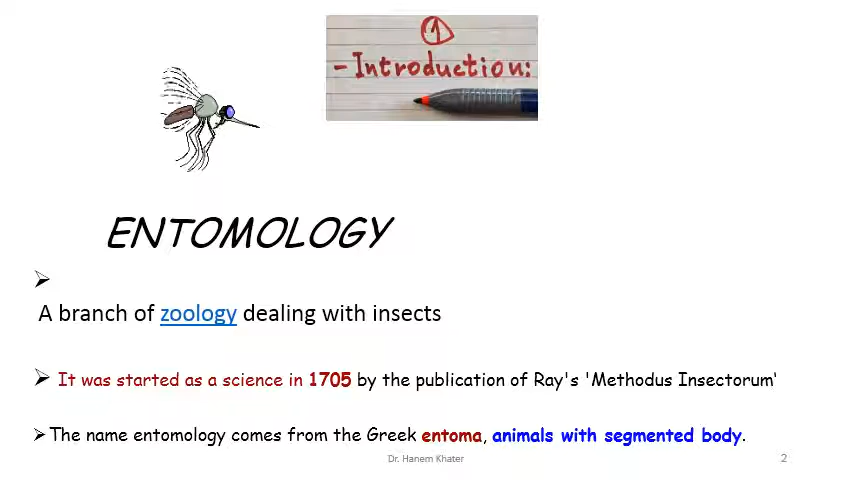 1
- Introduction:
ENTOMOLOGY
➢
A branch of zoology dealing with insects
➢ It was started as a science in 1705 by the publication of Ray's 'Methodus Insectorum'
➢ The name entomology comes from the Greek entoma, animals with segmented body.
Dr. Hanem Khater 2